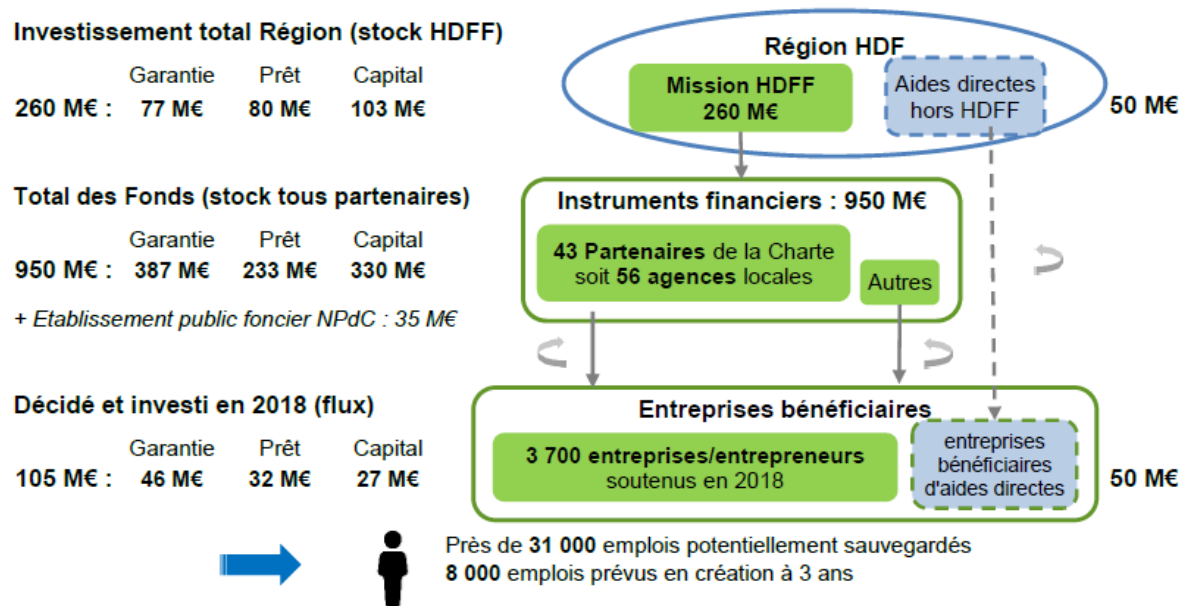 Investissement total Région (stock HDFF)
Garantie Prêt Capital
260 M€ : 77 M€ 80 M€ 103 M€
Région HDF
Mission HDFF
260 M€
Aides directes
hors HDFF
50 M€
Total des Fonds (stock tous partenaires)
Garantie Prêt Capital
950 M€ : 387 M€ 233 M€ 330 M€
+ Etablissement public foncier NPdC : 35 M€
Instruments financiers : 950 M€
43 Partenaires de la Charte
soit 56 agences locales
Autres
Décidé et investi en 2018 (flux)
Garantie Prêt Capital
105 M€ : 46 M€ 32 M€ 27 M€
Entreprises bénéficiaires
3 700 entreprises/entrepreneurs
soutenus en 2018
entreprises
bénéficiaires
d'aides directes
50 M€
Près de 31 000 emplois potentiellement sauvegardés
8 000 emplois prévus en création à 3 ans